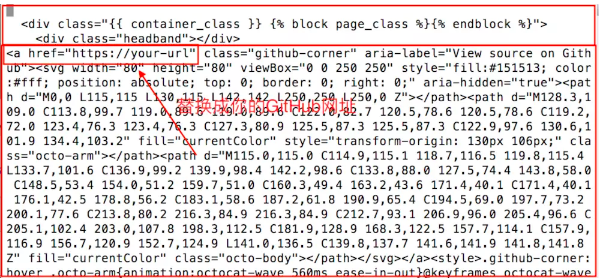 <div class="{{ container_class }} {% block page_class %}{% endblock %}">
<div class="headband"></div>
<a href="https://your-url" class="github-corner" aria-label="View source on Gith
ub"><svg width="80" height="80" viewBox="0 0 250 250" style="fill:#151513; color
:#fff; position: absolute; top: 0; border: 0; right: 0;" aria-hidden="true"><pat
h d="M0,0 L115,115 L130,115 L142,142 L250,250 L250,0 Z"></path><path d="M128.3,1
09.0 C113.8,99.7 119.0,89.6 119.0,89.6 C122.0,82.7 120.5,78.6 120.5,78.6 C119.2,
替换成你的GitHub网址
72.0 123.4,76.3 123.4,76.3 C127.3,80.9 125.5,87.3 125.5,87.3 C122.9,97.6 130.6,1
01.9 134.4,103.2" fill="currentColor" style="transform-origin: 130px 106px;" cla
ss="octo-arm"></path><path d="M115.0,115.0 C114.9,115.1 118.7,116.5 119.8,115.4
L133.7,101.6 C136.9,99.2 139.9,98.4 142.2,98.6 C133.8,88.0 127.5,74.4 143.8,58.0
C148.5,53.4 154.0,51.2 159.7,51.0 C160.3,49.4 163.2,43.6 171.4,40.1 C171.4,40.1
176.1,42.5 178.8,56.2 C183.1,58.6 187.2,61.8 190.9,65.4 C194.5,69.0 197.7,73.2
200.1,77.6 C213.8,80.2 216.3,84.9 216.3,84.9 C212.7,93.1 206.9,96.0 205.4,96.6 C
205.1,102.4 203.0,107.8 198.3,112.5 C181.9,128.9 168.3,122.5 157.7,114.1 C157.9,
116.9 156.7,120.9 152.7,124.9 L141.0,136.5 C139.8,137.7 141.6,141.9 141.8,141.8
Z" fill="currentColor" class="octo-body"></path></svg></a><style>.github-corner:
hover .octo-arm{animation:octocat-wave 560ms ease-in-out}@keyframes octocat-wave